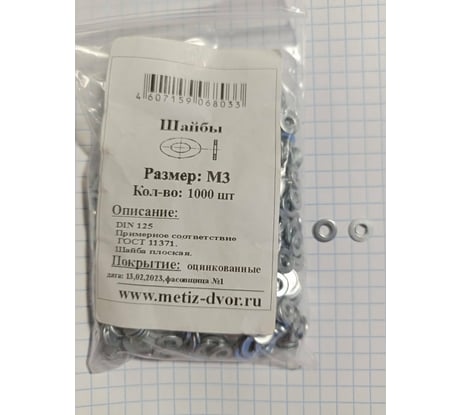 4607159068033
Шайбы
Размер: М3
Кол-во: 1000 шт
Описание:
DIN 125
Примерное соответствие
ГОСТ 11371.
Шайба плоская.
Покрытие: оцинкованные
дата: 13,02,2023,фасовщица №1
www.metiz-dvor.ru